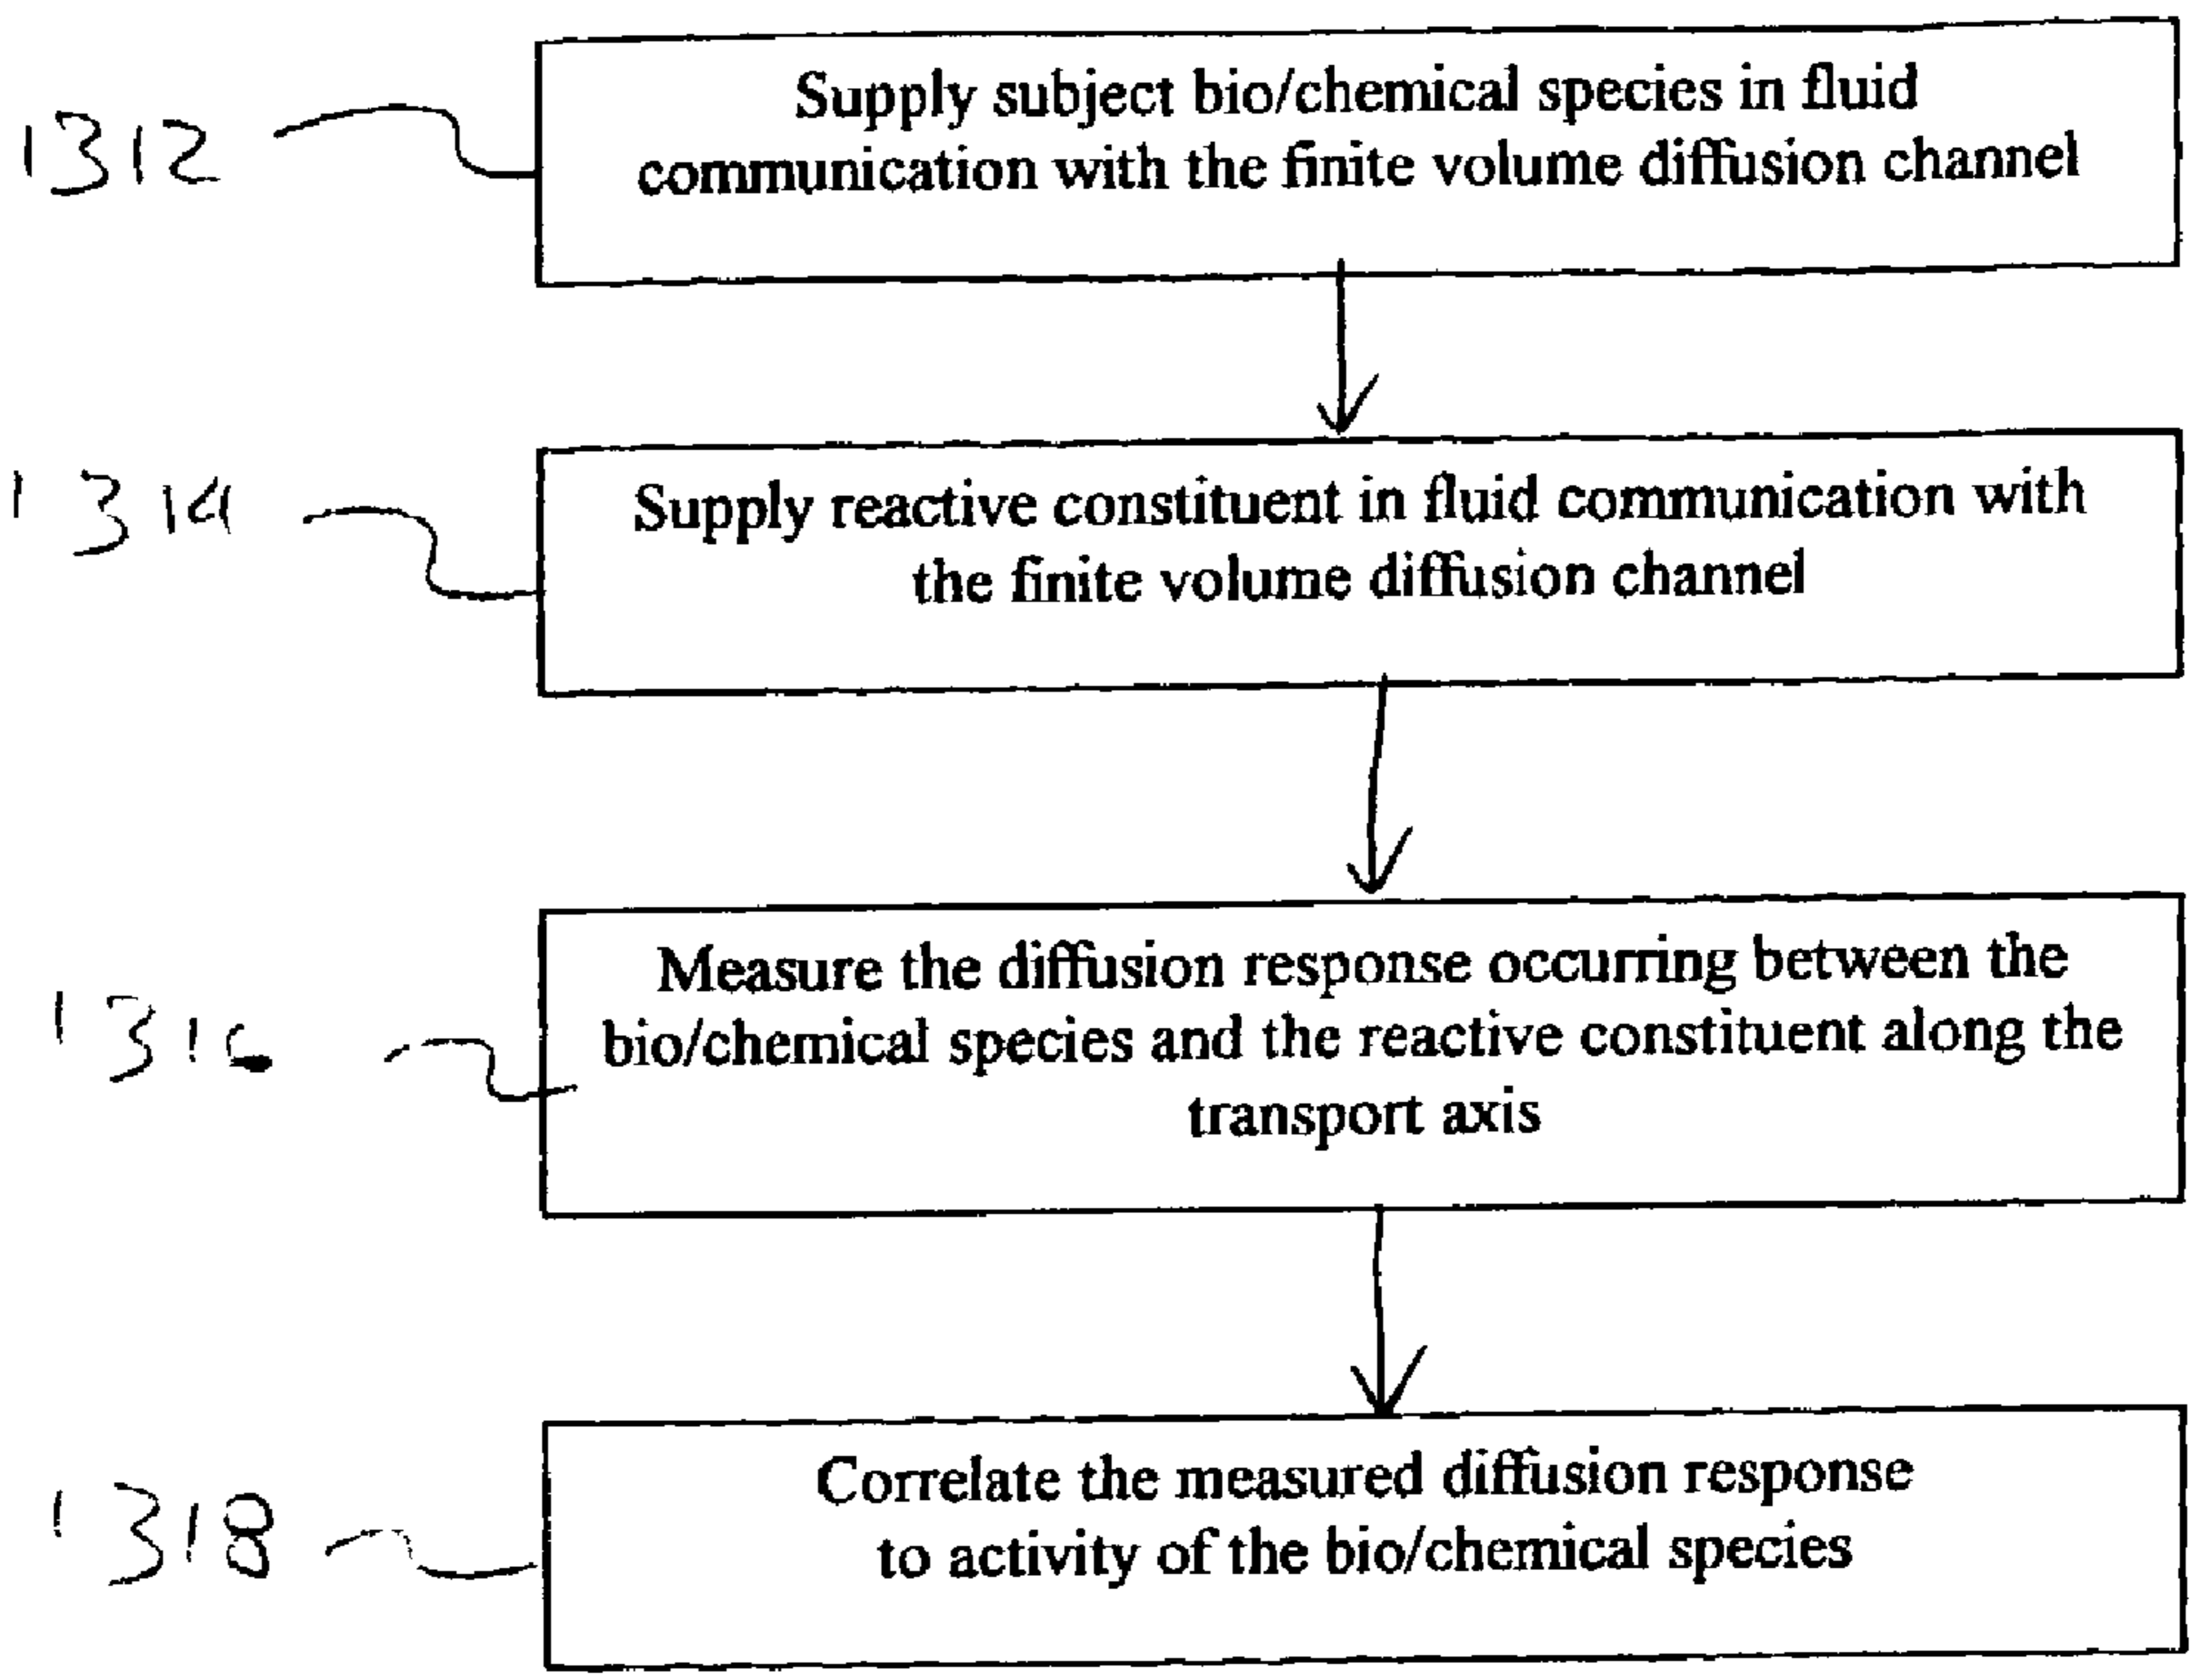 1312
Supply subject bio/chemical species in fluid
communication with the finite volume diffusion channel
1314
Supply reactive constituent in fluid communication with
the finite volume diffusion channel
Measure the diffusion response occurring between the
1316
bio/chemical species and the reactive constituent along the
transport axis
Correlate the measured diffusion response
1318
to activity of the bio/chemical species